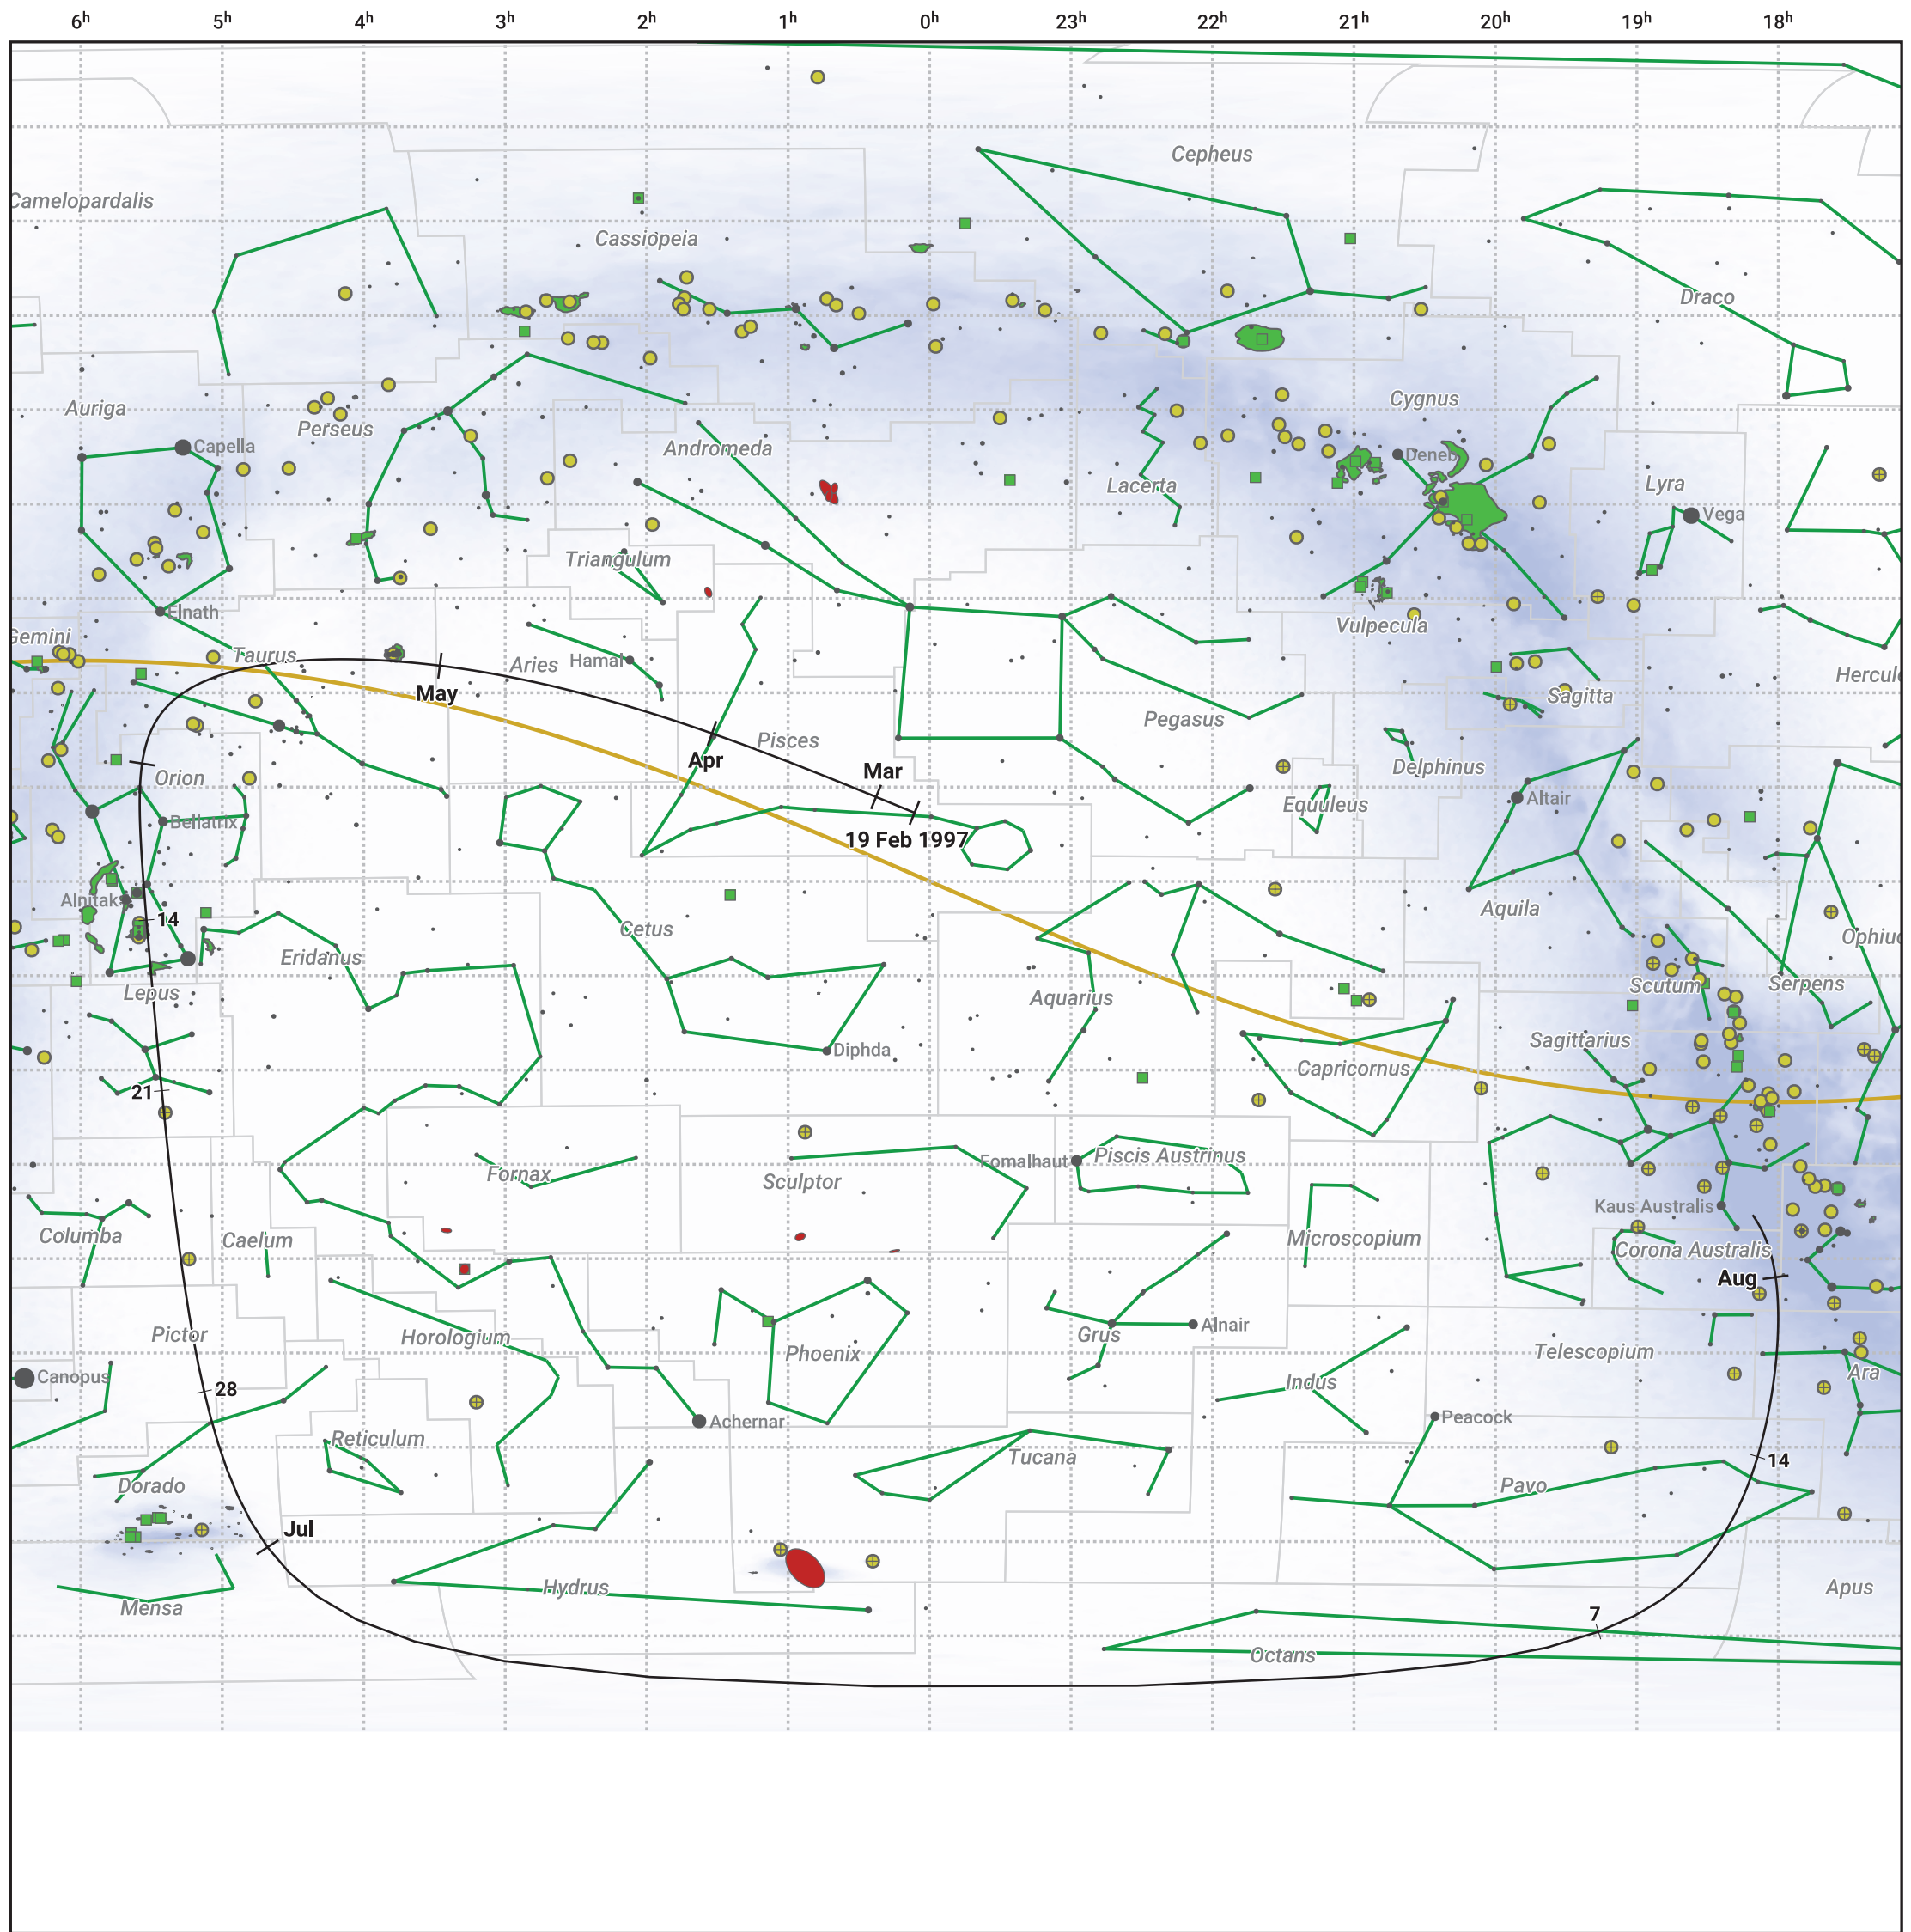 6h 5h 4h 3h 2h 1h 0h 23h 22h 21h 20h 19h 18h
Cepheus
Camelopardalis
Cassiopeia
Draco
Auriga
Perseus
Cygnus
Capella
Andromeda
Deneb
Lacerta
Lyra
Vega
Triangulum
Elnath
Vulpecula
Gemini
Taurus
Aries
Hamal
Hercul
May
Sagitta
Pegasus
Pisces
Apr
Mar
Delphinus
Orion
Equuleus
Altair
Bellatrix
19 Feb 1997
Alnitak
14
Aquila
Cetus
Eridanus
Ophiuc
Lepus
Aquarius
Scutum
Serpens
Diphda
Sagittarius
Capricornus
21
Fomalhaut
Piscis Austrinus
Fornax
Sculptor
Kaus Australis
Columba
Caelum
Microscopium
Corona Australis
Aug
Pictor
Horologium
Grus
Alnair
Phoenix
Telescopium
Canopus
28
Indus
Ara
Achernar
Peacock
Reticulum
Tucana
14
Dorado
Pavo
Jul
Hydrus
Apus
Mensa
7
Octans